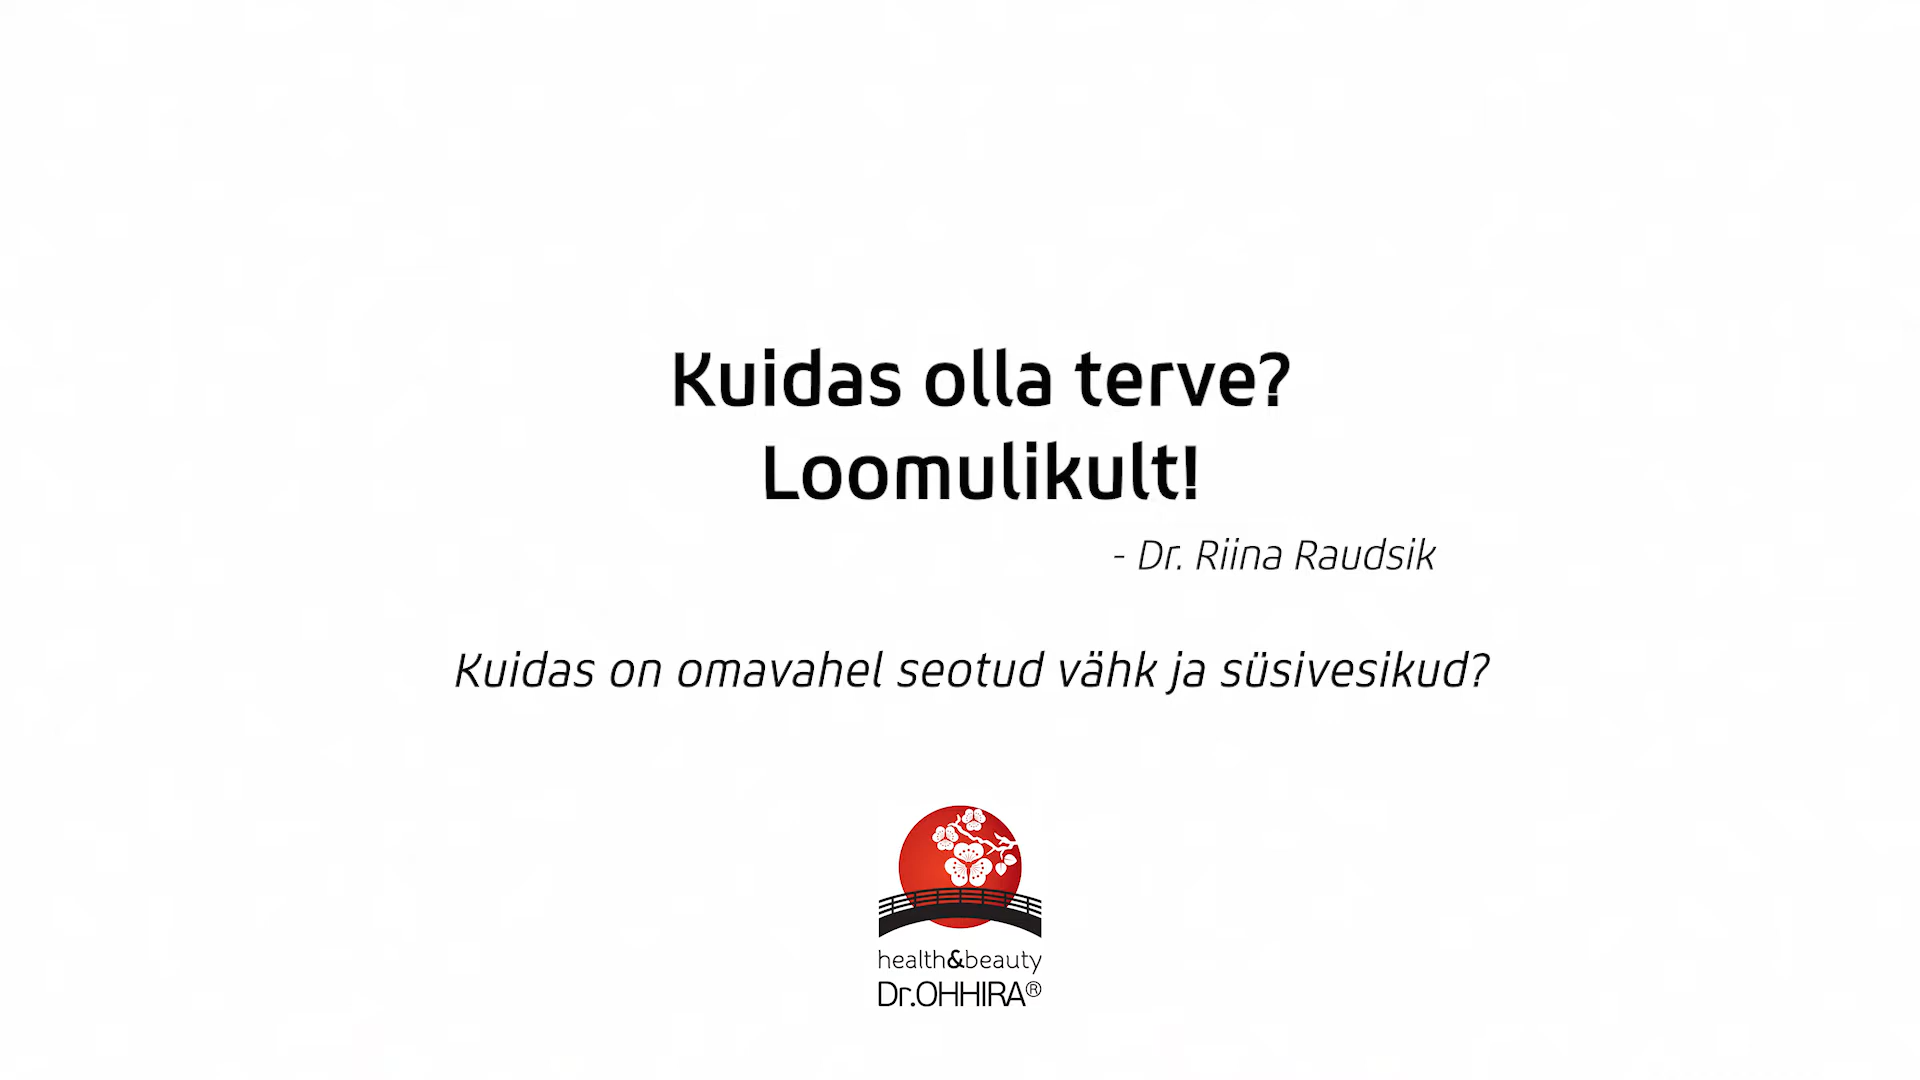 Kuidas olla terve?
Loomulikult!
- Dr. Riina Raudsik
Kuidas on omavahel seotud vähk ja süsivesikud?
health&beauty
Dr.OHHIRA®